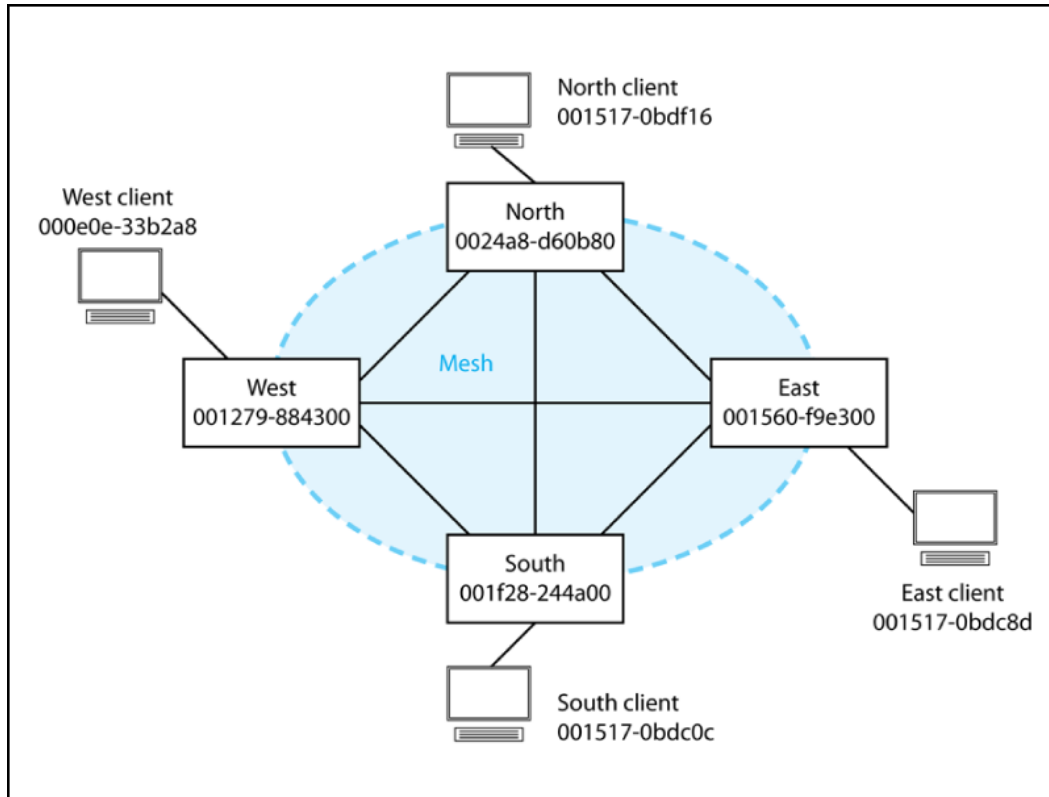 North client
001517-0bdf16
West client
000e0e-33b2a8
North
0024a8-d60b80
Mesh
West
001279-884300
East
001560-f9e300
South
001f28-244a00
East client
001517-0bdc8d
South client
001517-0bdc0c